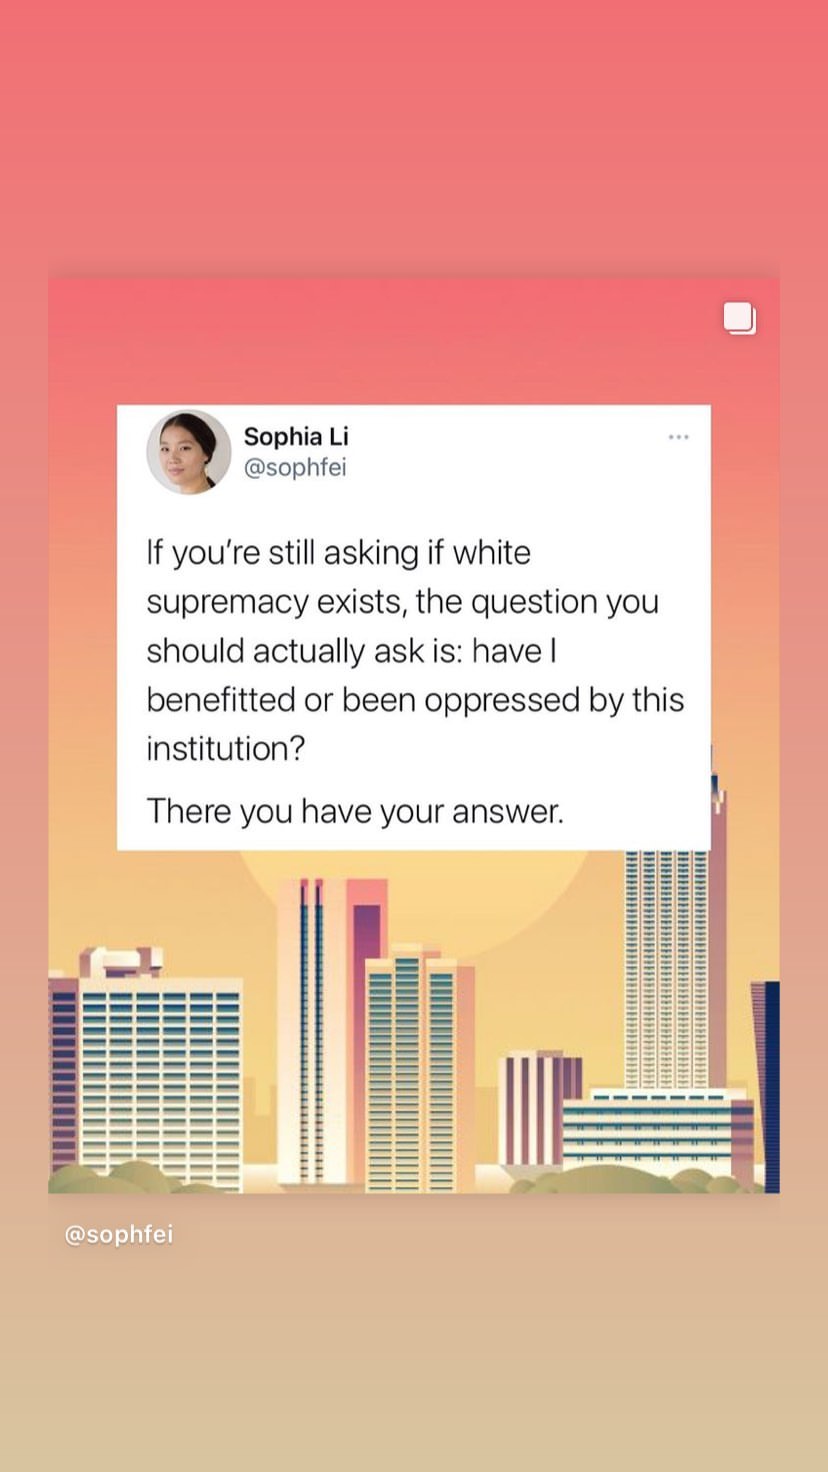 Sophia Li
@sophfei
If you’re still asking if white
supremacy exists, the question you
should actually ask is: have I
benefitted or been oppressed by this
institution?
There you have your answer.
@sophfei